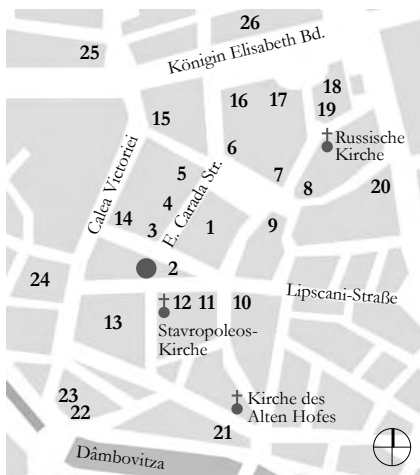 26
Königin Elisabeth Bd.
25
18
16
17
19
15
Russische
Kirche
6
Calea Victoriei
5
E. Carada Str.
7
20
4
8
14
3
1
9
2
24
Lipscani-Straße
12
11
10
13
Stavropoleos-
Kirche
23
22
Kirche des
Alten Hofes
21
Dâmbovitza